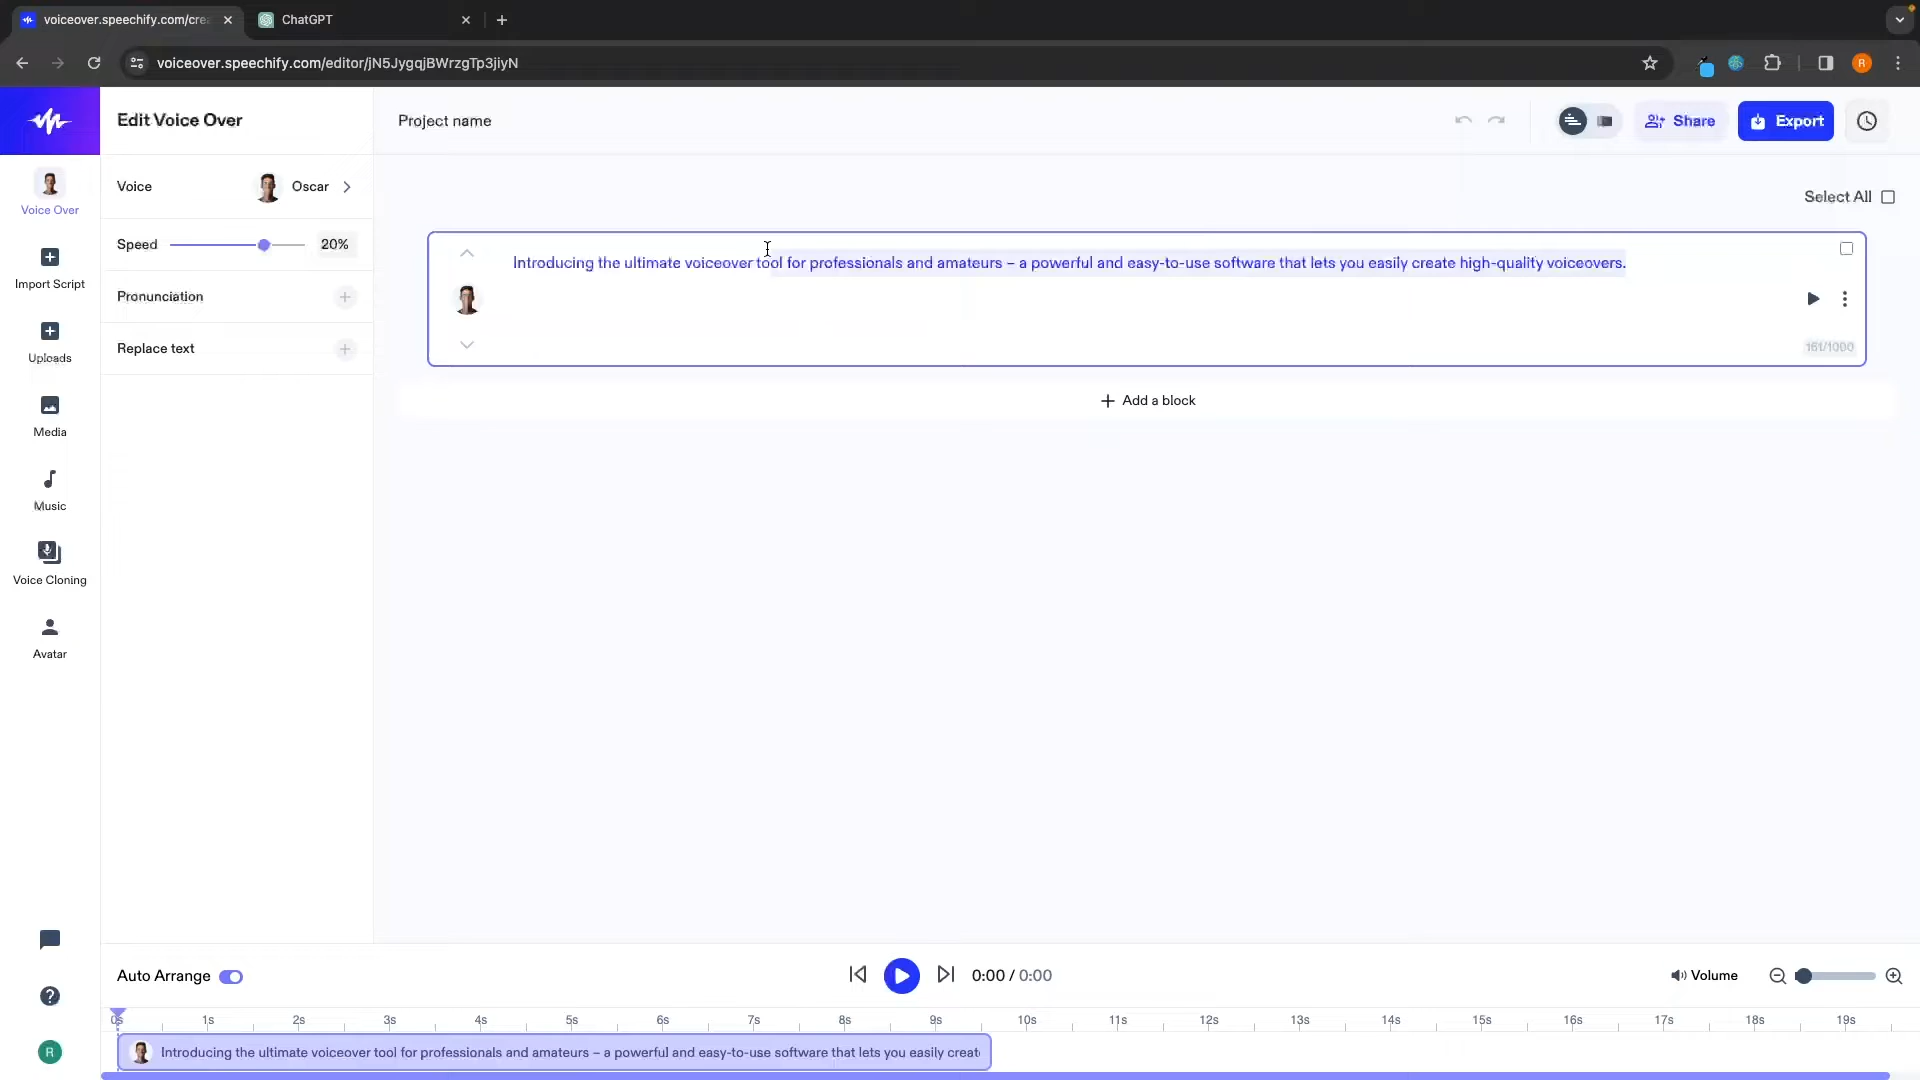 voiceover.speechify.com/crea
ChatGPT
voiceover.speechify.com/editor/jN5JygqjBWrzgTp3jiyN
R
Edit Voice Over
Project name
Share
Export
Voice Over
Voice
Oscar
Select All
Speed
20%
Introducing the ultimate voiceover tool for professionals and amateurs – a powerful and easy-to-use software that lets you easily create high-quality voiceovers.
Import Script
Pronunciation
161/1000
Uploads
Replace text
Add a block
Media
Music
Voice Cloning
Avatar
Auto Arrange
0:00 / 0:00
Volume
0s 1s 2s 3s 4s 5s 6s 7s 8s 9s 10s 11s 12s 13s 14s 15s 16s 17s 18s 19s
R
Introducing the ultimate voiceover tool for professionals and amateurs – a powerful and easy-to-use software that lets you easily creat